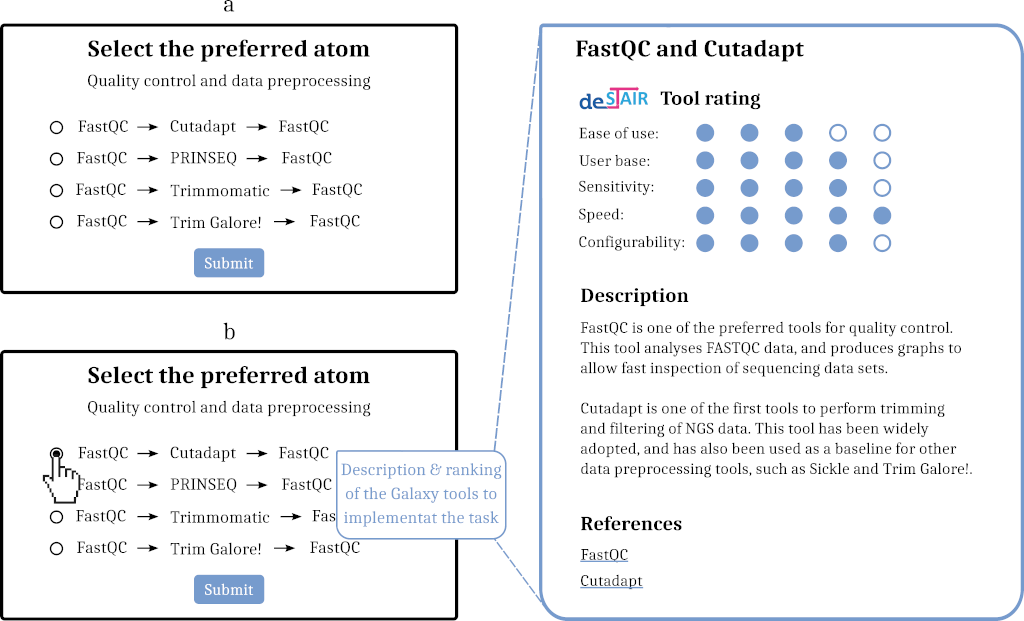 a
Select the preferred atom
Quality control and data preprocessing
FastQC → Cutadapt → FastQC
FastQC → PRINSEQ → FastQC
FastQC → Trimmomatic → FastQC
FastQC → Trim Galore! → FastQC
Submit
b
Select the preferred atom
Quality control and data preprocessing
FastQC → Cutadapt → FastQC
FastQC → PRINSEQ → FastQC
FastQC → Trimmomatic → Fas
FastQC → Trim Galore! → FastQC
Submit
Description & ranking
of the Galaxy tools to
implementat the task
FastQC and Cutadapt
deSTAIR Tool rating
Ease of use:
User base:
Sensitivity:
Speed:
Configurability:
Description
FastQC is one of the preferred tools for quality control.
This tool analyses FASTQC data, and produces graphs to
allow fast inspection of sequencing data sets.
Cutadapt is one of the first tools to perform trimming
and filtering of NGS data. This tool has been widely
adopted, and has also been used as a baseline for other
data preprocessing tools, such as Sickle and Trim Galore!.
References
FastQC
Cutadapt